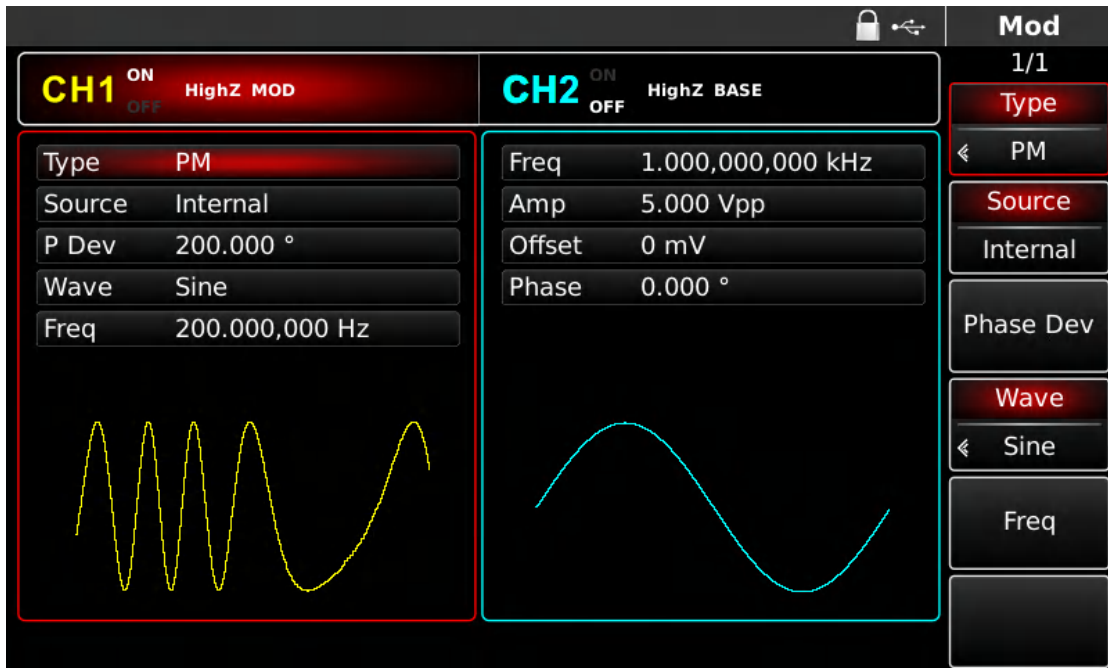 Mod
1/1
CH1 ON OFF HighZ MOD
CH2 ON OFF HighZ BASE
Type PM
Source Internal
P Dev 200.000 °
Wave Sine
Freq 200.000,000 Hz
Freq 1.000,000,000 kHz
Amp 5.000 Vpp
Offset 0 mV
Phase 0.000 °
Type
PM
Source
Internal
Phase Dev
Wave
Sine
Freq